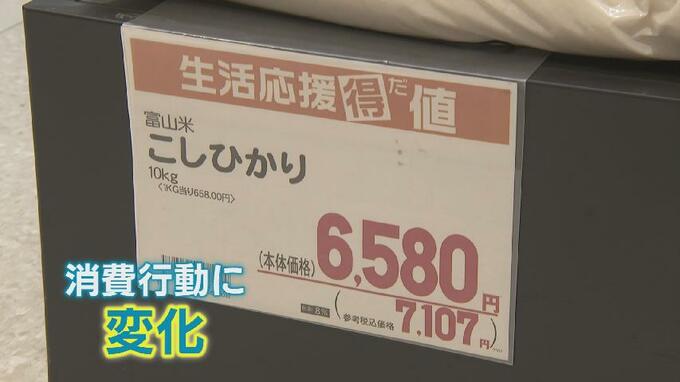 生活応援得だ値
富山米
こしひかり
10kg
〈1KG当り658.00円〉
(本体価格) 6,580円
(参考税込価格 7,107円)
8%
消費行動に
変化